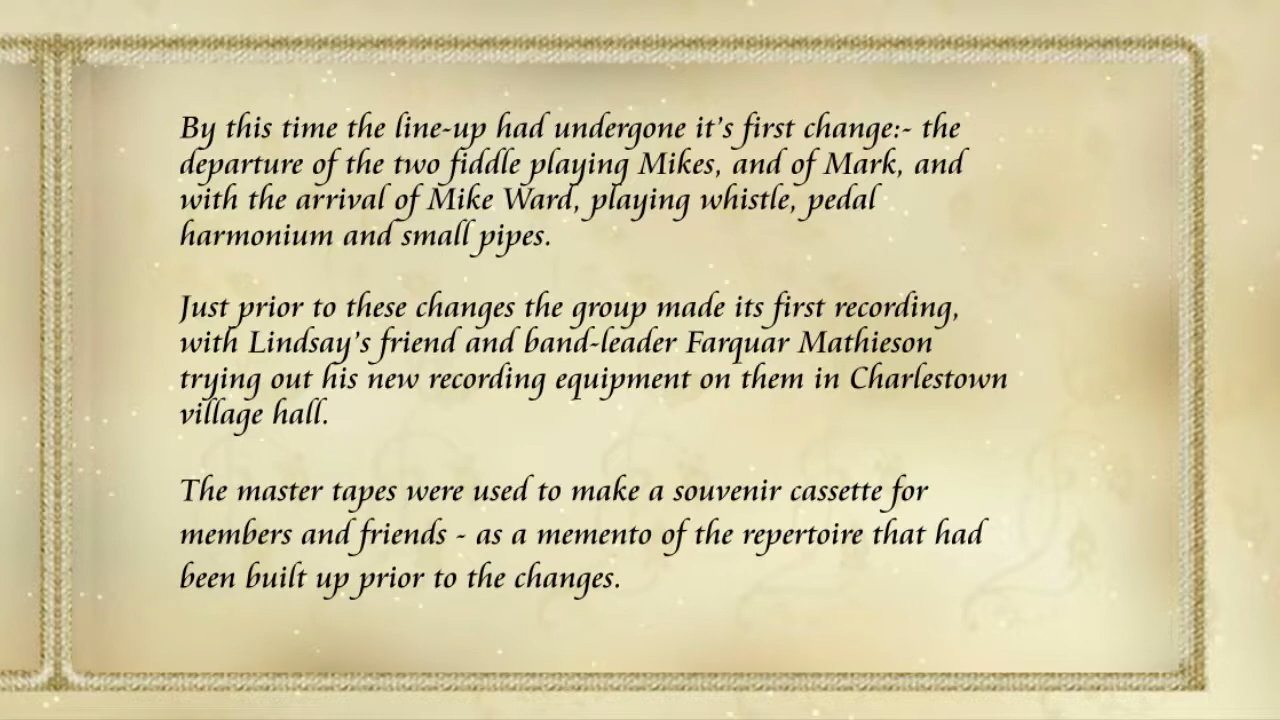 By this time the line-up had undergone it's first change:- the
departure of the two fiddle playing Mikes, and of Mark, and
with the arrival of Mike Ward, playing whistle, pedal
harmonium and small pipes.
Just prior to these changes the group made its first recording,
with Lindsay's friend and band-leader Farquar Mathieson
trying out his new recording equipment on them in Charlestown
village hall.
The master tapes were used to make a souvenir cassette for
members and friends - as a memento of the repertoire that had
been built up prior to the changes.